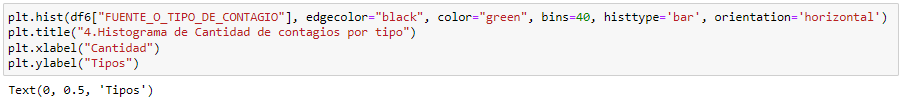 plt.hist(df6["FUENTE_O_TIPO_DE_CONTAGIO"], edgecolor="black", color="green", bins=40, histtype='bar', orientation='horizontal')
plt.title("4.Histograma de Cantidad de contagios por tipo")
plt.xlabel("Cantidad")
plt.ylabel("Tipos")
Text(0, 0.5, 'Tipos')